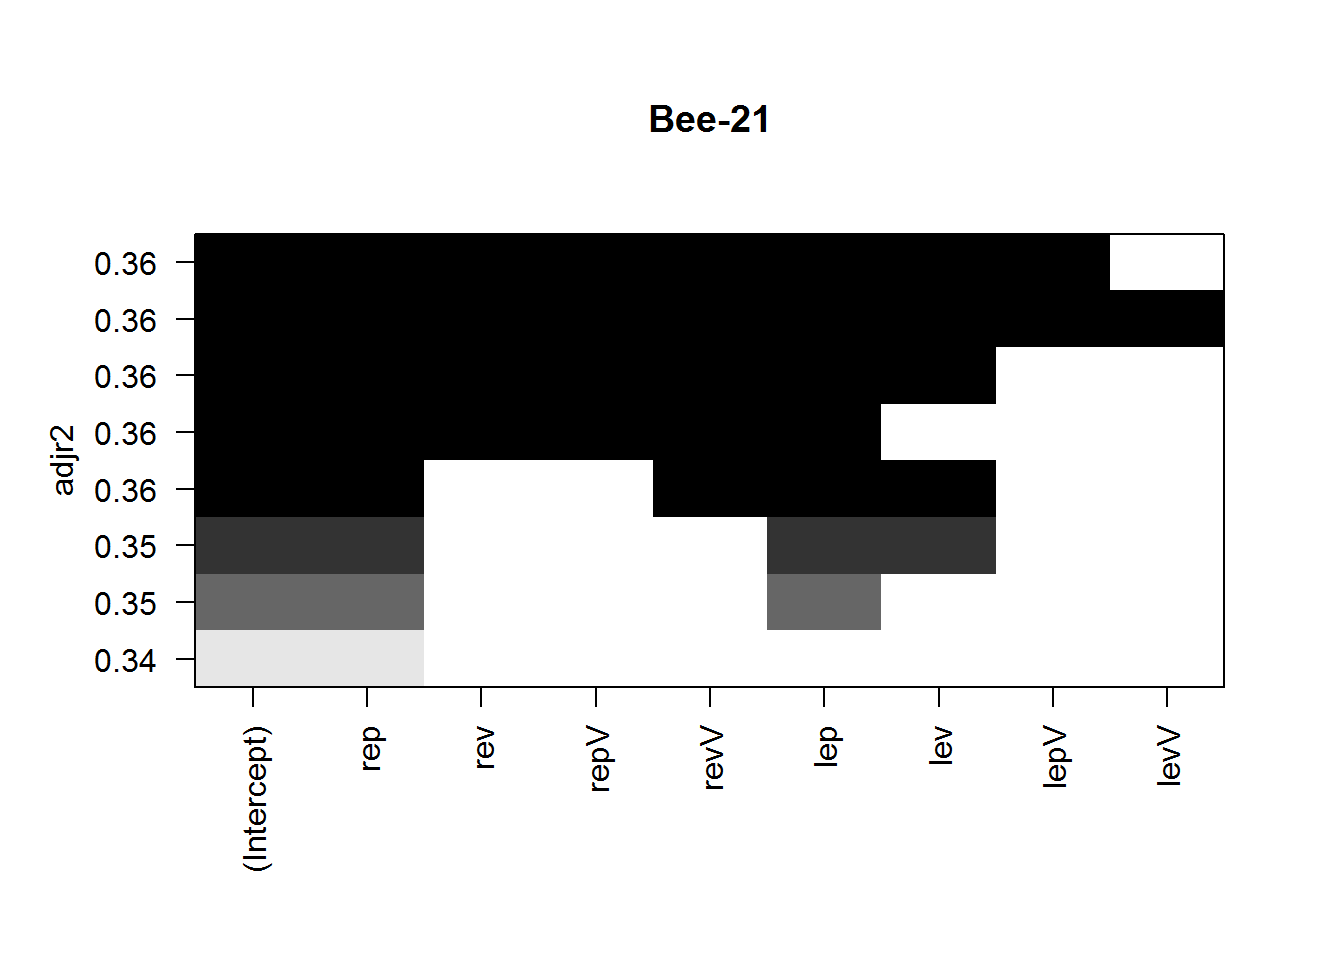 Bee-21
adjr2
0.36
0.36
0.36
0.36
0.36
0.35
0.35
0.34
(Intercept)
rep
rev
repV
revV
lep
lev
lepV
levV